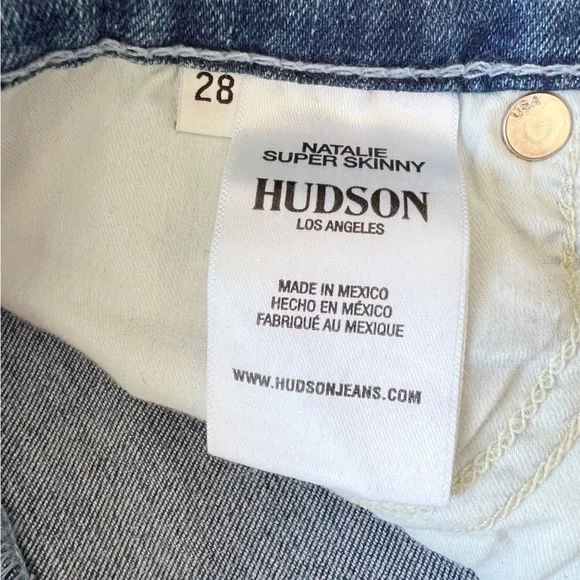 28
NATALIE
SUPER SKINNY
HUDSON
LOS ANGELES
MADE IN MEXICO
HECHO EN MÉXICO
FABRIQUÉ AU MEXIQUE
WWW.HUDSONJEANS.COM
USA